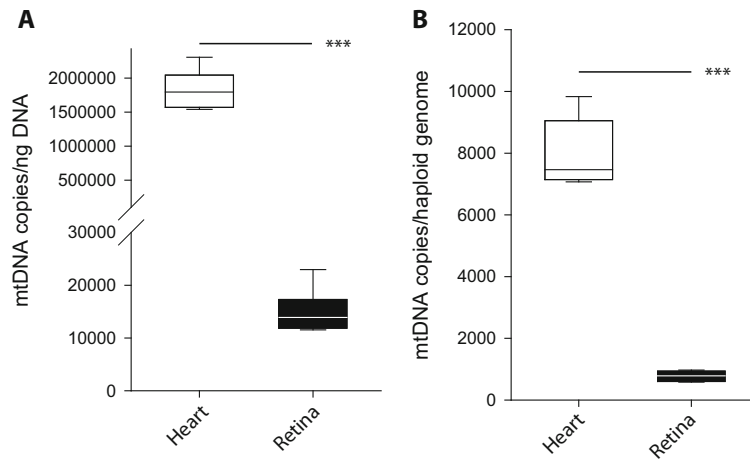 A
mtDNA copies/ng DNA
2000000
1500000
1000000
500000
30000
20000
10000
0
***
Heart
Retina
B
mtDNA copies/haploid genome
12000
10000
8000
6000
4000
2000
0
***
Heart
Retina